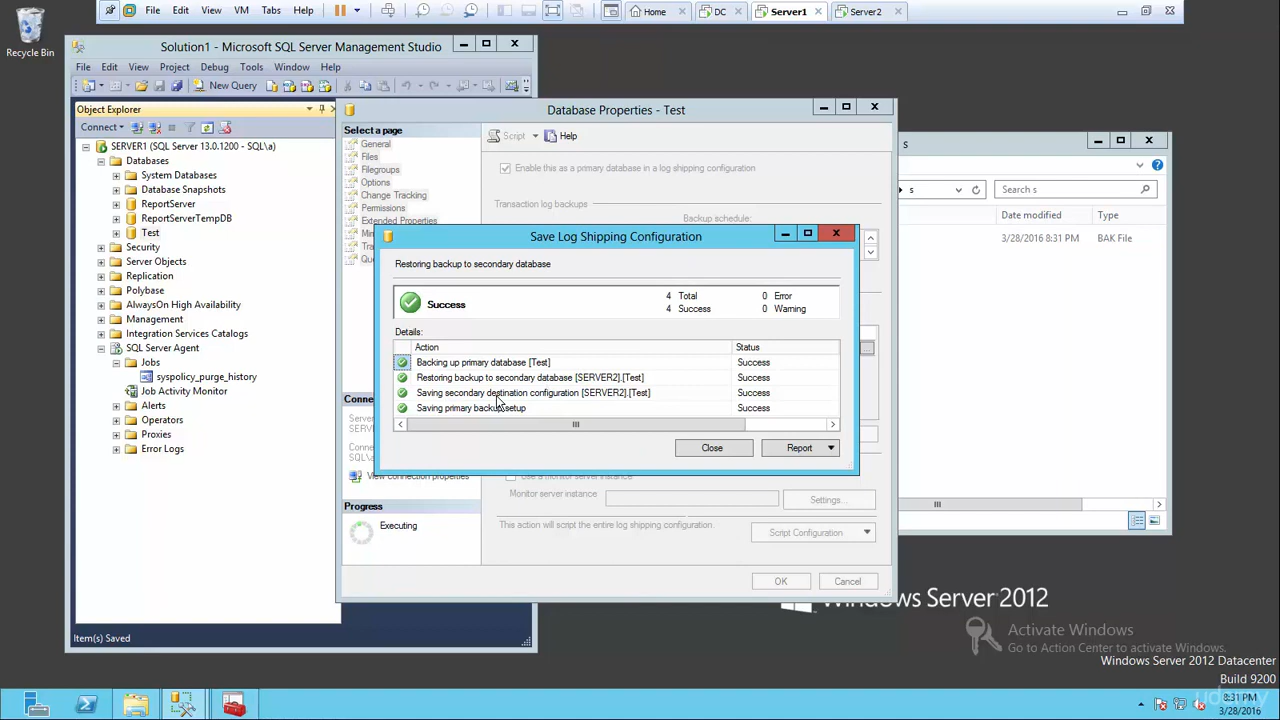 File Edit View VM Tabs Help
Home
DC
Server1
Server2
Recycle Bin
Solution1 - Microsoft SQL Server Management Studio
File Edit View Project Debug Tools Window Help
New Query
Object Explorer
Connect
SERVER1 (SQL Server 13.0.1200 - SQL\a)
Databases
System Databases
Database Snapshots
ReportServer
ReportServerTempDB
Test
Security
Server Objects
Replication
Polybase
AlwaysOn High Availability
Management
Integration Services Catalogs
SQL Server Agent
Jobs
syspolicy_purge_history
Job Activity Monitor
Alerts
Operators
Proxies
Error Logs
Item(s) Saved
Database Properties - Test
Select a page
General
Files
Filegroups
Options
Change Tracking
Permissions
Extended Properties
Script Help
Enable this as a primary database in a log shipping configuration
Transaction log backups
Backup schedule:
Save Log Shipping Configuration
Restoring backup to secondary database
Success
4 Total 0 Error
4 Success 0 Warning
Details:
Action Status
Backing up primary database [Test] Success
Restoring backup to secondary database [SERVER2].[Test] Success
Saving secondary destination configuration [SERVER2].[Test] Success
Saving primary backup setup Success
Close Report
View connection properties
Use a monitor server instance
Monitor server instance Settings...
Progress
Executing
This action will script the entire log shipping configuration.
Script Configuration
OK Cancel
s
s Search s
Date modified Type
3/28/2016 8:31 PM BAK File
Windows Server 2012
Activate Windows
Go to Action Center to activate Windows.
Windows Server 2012 Datacenter
Build 9200
8:31 PM
3/28/2016